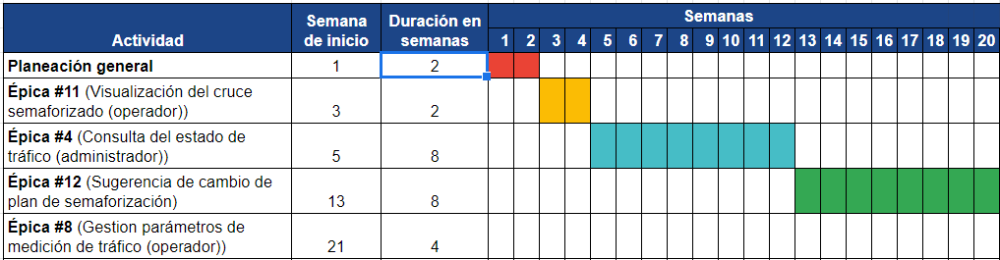 Actividad Semana de inicio Duración en semanas Semanas
1 2 3 4 5 6 7 8 9 10 11 12 13 14 15 16 17 18 19 20
Planeación general 1 2
Épica #11 (Visualización del cruce
semaforizado (operador)) 3 2
Épica #4 (Consulta del estado de
tráfico (administrador)) 5 8
Épica #12 (Sugerencia de cambio de
plan de semaforización) 13 8
Épica #8 (Gestion parámetros de
medición de tráfico (operador)) 21 4